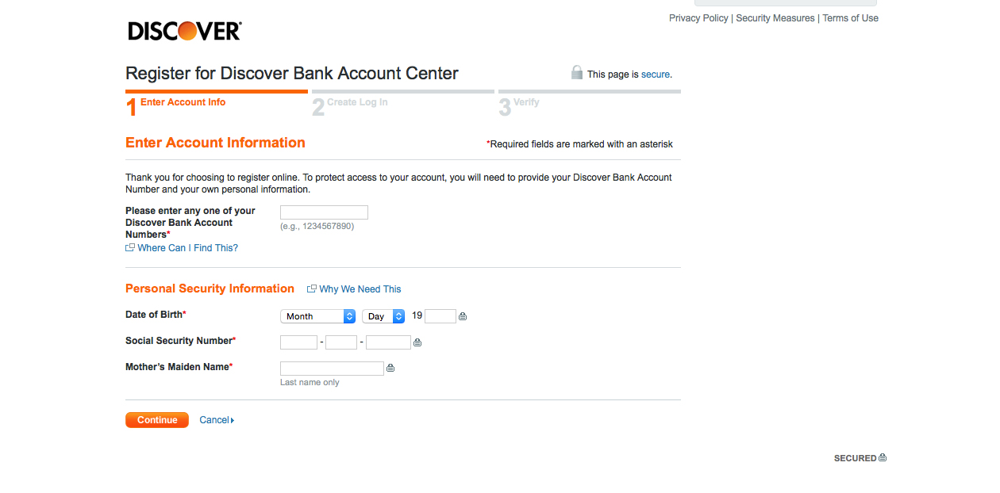 Privacy Policy | Security Measures | Terms of Use
DISCOVER
Register for Discover Bank Account Center
This page is secure.
1 Enter Account Info
2 Create Log In
3 Verify
Enter Account Information
*Required fields are marked with an asterisk
Thank you for choosing to register online. To protect access to your account, you will need to provide your Discover Bank Account
Number and your own personal information.
Please enter any one of your
Discover Bank Account
Numbers*
(e.g., 1234567890)
Where Can I Find This?
Personal Security Information
Why We Need This
Date of Birth*
Month
Day
19
Social Security Number*
- -
Mother's Maiden Name*
Last name only
Continue
Cancel
SECURED